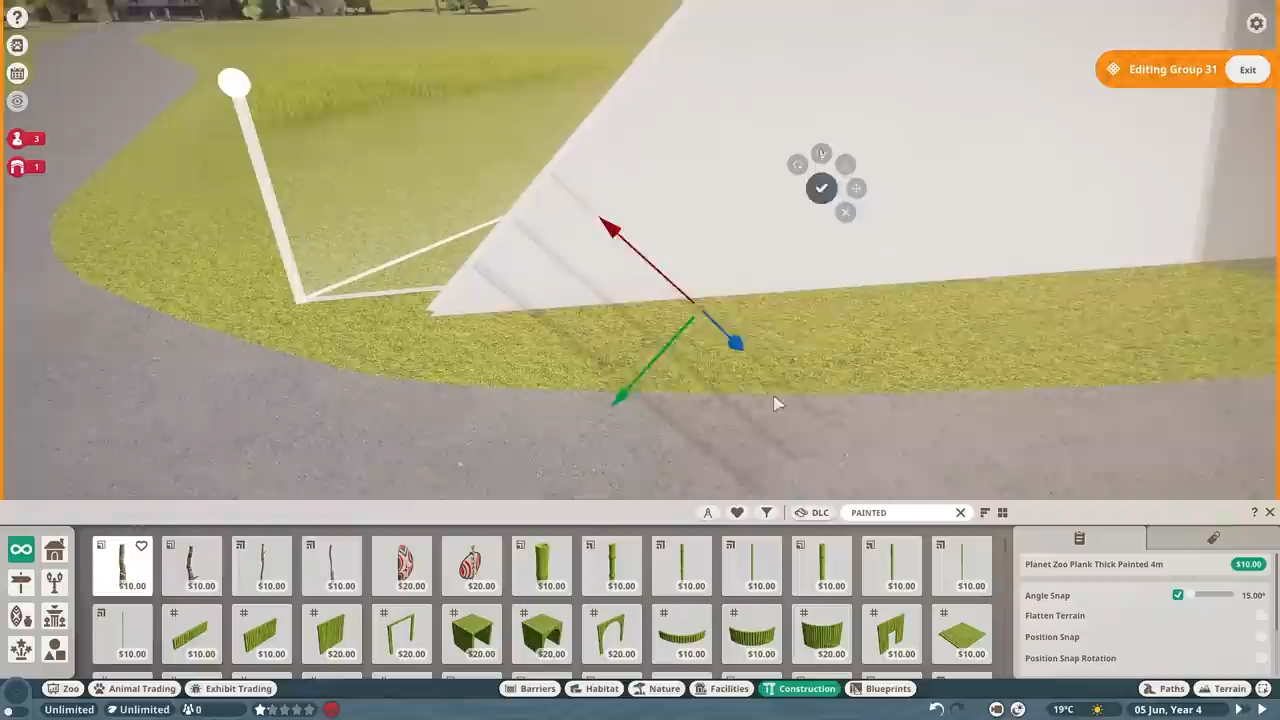 ?
Editing Group 31 Exit
3
1
DLC PAINTED ?
$10.00 $10.00 $10.00 $10.00 $20.00 $20.00 $10.00 $10.00 $10.00 $10.00 $10.00 $10.00 $10.00
Planet Zoo Plank Thick Painted 4m $10.00
Angle Snap 15.00°
Flatten Terrain
Position Snap
Position Snap Rotation
$10.00 $10.00 $10.00 $20.00 $20.00 $20.00 $20.00 $20.00 $10.00 $10.00 $20.00 $10.00 $10.00
Zoo Animal Trading Exhibit Trading Barriers Habitat Nature Facilities Construction Blueprints Paths Terrain
Unlimited Unlimited 0 19°C 05 Jun, Year 4